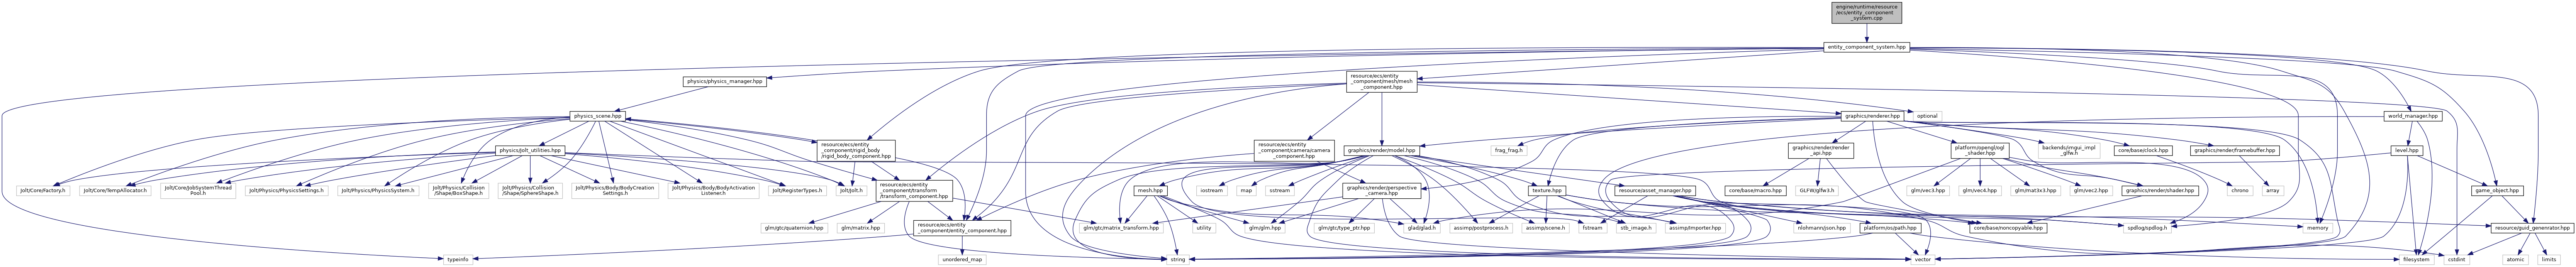 engine/runtime/resource
/ecs/entity_component
_system.cpp
entity_component_system.hpp
physics/physics_manager.hpp
resource/ecs/entity
_component/mesh/mesh
_component.hpp
physics_scene.hpp
graphics/renderer.hpp
optional
world_manager.hpp
physics/jolt_utilities.hpp
resource/ecs/entity
_component/rigid_body
/rigid_body_component.hpp
resource/ecs/entity
_component/camera/camera
_component.hpp
graphics/render/model.hpp
frag_frag.h
graphics/render/render
_api.hpp
platform/opengl/ogl
_shader.hpp
backends/imgui_impl
_glfw.h
core/base/clock.hpp
graphics/render/framebuffer.hpp
level.hpp
Jolt/Core/Factory.h
Jolt/Core/TempAllocator.h
Jolt/Core/JobSystemThread
Pool.h
Jolt/Physics/PhysicsSettings.h
Jolt/Physics/PhysicsSystem.h
Jolt/Physics/Collision
/Shape/BoxShape.h
Jolt/Physics/Collision
/Shape/SphereShape.h
Jolt/Physics/Body/BodyCreation
Settings.h
Jolt/Physics/Body/BodyActivation
Listener.h
Jolt/RegisterTypes.h
Jolt/Jolt.h
resource/ecs/entity
_component/transform
/transform_component.hpp
mesh.hpp
iostream
map
sstream
graphics/render/perspective
_camera.hpp
texture.hpp
resource/asset_manager.hpp
core/base/macro.hpp
GLFW/glfw3.h
glm/vec3.hpp
glm/vec4.hpp
glm/mat3x3.hpp
glm/vec2.hpp
graphics/render/shader.hpp
chrono
array
game_object.hpp
glm/gtc/quaternion.hpp
glm/matrix.hpp
resource/ecs/entity
_component/entity_component.hpp
glm/gtc/matrix_transform.hpp
utility
glm/glm.hpp
glm/gtc/type_ptr.hpp
glad/glad.h
assimp/postprocess.h
assimp/scene.h
fstream
stb_image.h
assimp/Importer.hpp
nlohmann/json.hpp
platform/os/path.hpp
core/base/noncopyable.hpp
spdlog/spdlog.h
memory
resource/guid_genenrator.hpp
typeinfo
unordered_map
string
vector
filesystem
cstdint
atomic
limits